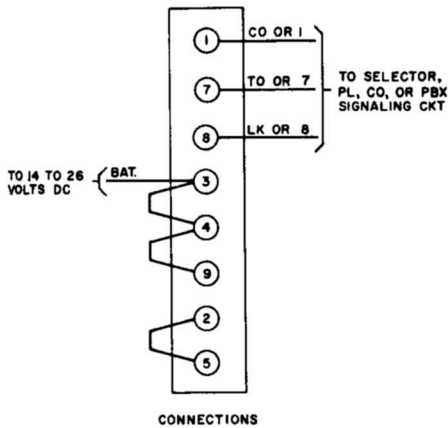 1 CO OR 1
7 TO OR 7
8 LK OR 8
TO SELECTOR,
PL, CO, OR PBX
SIGNALING CKT
TO 14 TO 26
VOLTS DC
BAT. 3
4
9
2
5
CONNECTIONS